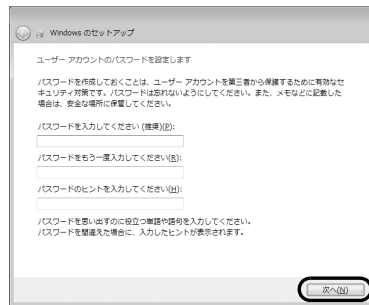 Windows のセットアップ
ユーザー アカウントのパスワードを設定します
パスワードを作成しておくことは、ユーザー アカウントを第三者から保護するために有効なセ
キュリティ対策です。パスワードは忘れないようにしてください。また、メモなどに記載した
場合は、安全な場所に保管してください。
パスワードを入力してください (推奨)(P):
パスワードをもう一度入力してください(R):
パスワードのヒントを入力してください(H):
パスワードを思い出すのに役立つ単語や語句を入力してください。
パスワードを間違えた場合に、入力したヒントが表示されます。
次へ(N)